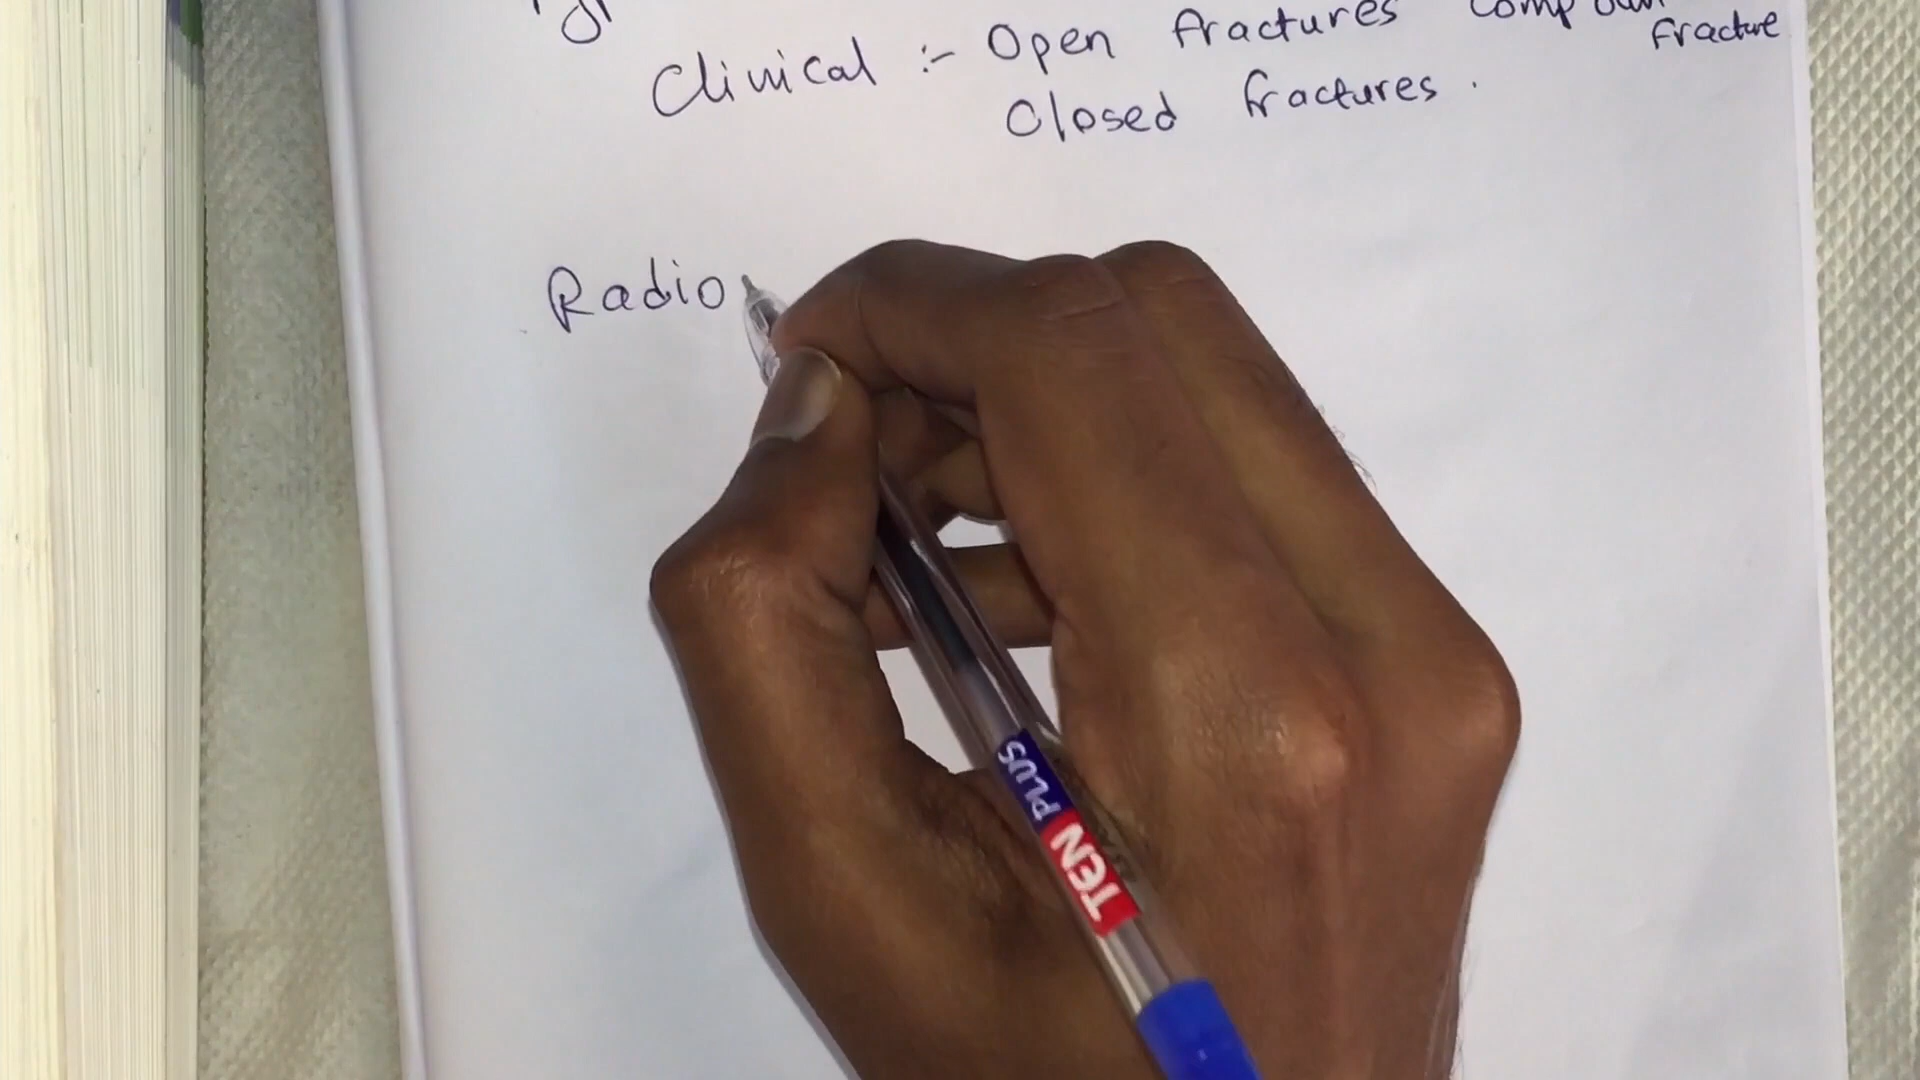 Clinical :- Open fractures
Fracture
Closed fractures.
Radio
TEN PLUS